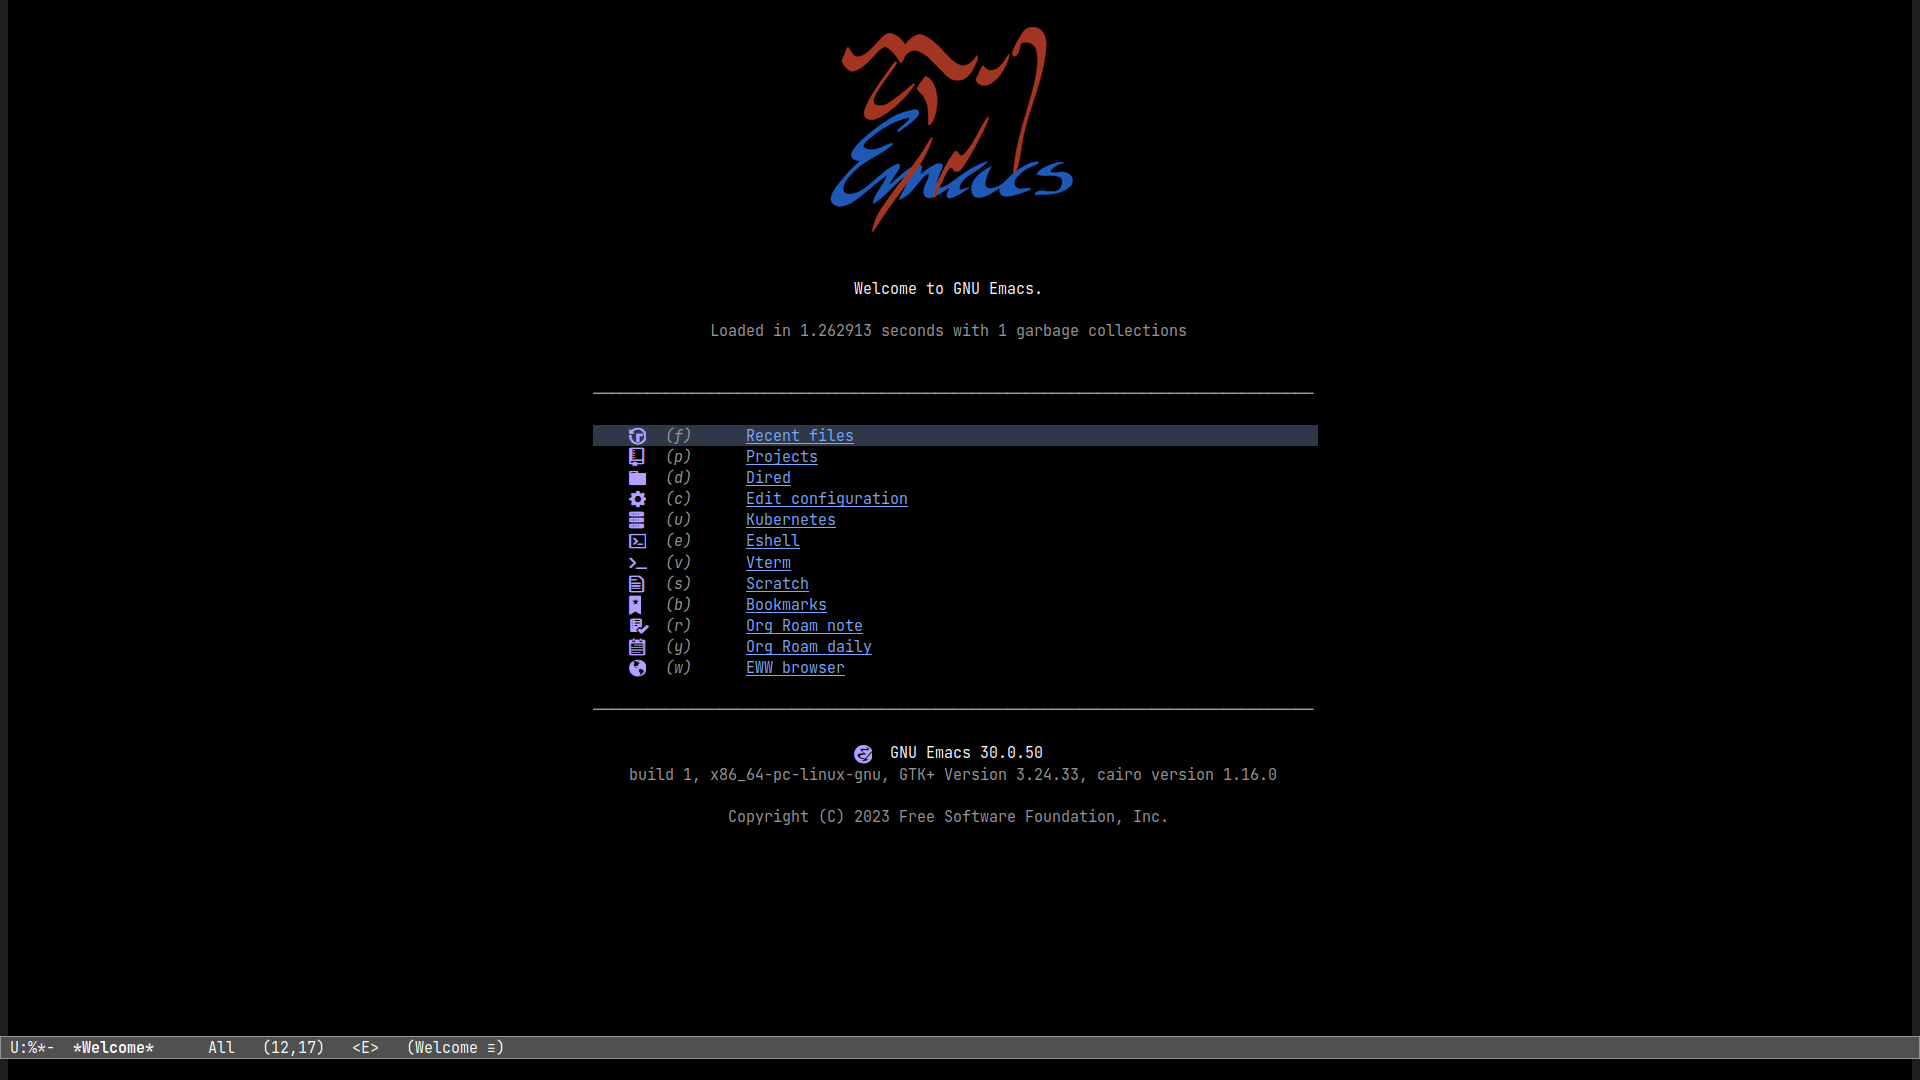 Emacs
Welcome to GNU Emacs.
Loaded in 1.262913 seconds with 1 garbage collections
(f) Recent files
(p) Projects
(d) Dired
(c) Edit configuration
(u) Kubernetes
(e) Eshell
(v) Vterm
(s) Scratch
(b) Bookmarks
(r) Org Roam note
(y) Org Roam daily
(w) EWW browser
GNU Emacs 30.0.50
build 1, x86_64-pc-linux-gnu, GTK+ Version 3.24.33, cairo version 1.16.0
Copyright (C) 2023 Free Software Foundation, Inc.
U:%*- *Welcome* All (12,17) <E> (Welcome ≡)